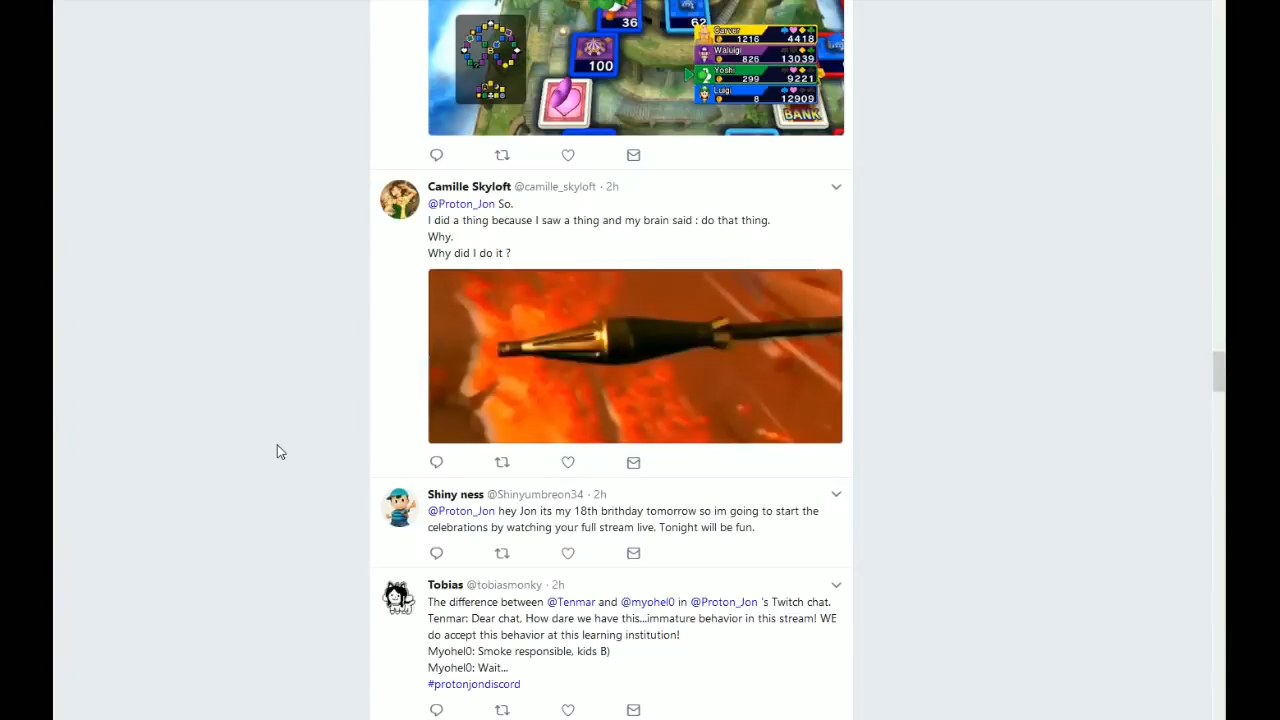 36
62
100
Carver
1216
4418
Waluigi
826
13039
Yoshi
299
9221
Luigi
8
12909
BANK
Camille Skyloft @camille_skyloft · 2h
@Proton_Jon So.
I did a thing because I saw a thing and my brain said : do that thing.
Why.
Why did I do it ?
Shiny ness @Shinyumbreon34 · 2h
@Proton_Jon hey Jon its my 18th brithday tomorrow so im going to start the
celebrations by watching your full stream live. Tonight will be fun.
Tobias @tobiasmonky · 2h
The difference between @Tenmar and @myohel0 in @Proton_Jon 's Twitch chat.
Tenmar: Dear chat, How dare we have this...immature behavior in this stream! WE
do accept this behavior at this learning institution!
Myohel0: Smoke responsible, kids B)
Myohel0: Wait...
#protonjondiscord